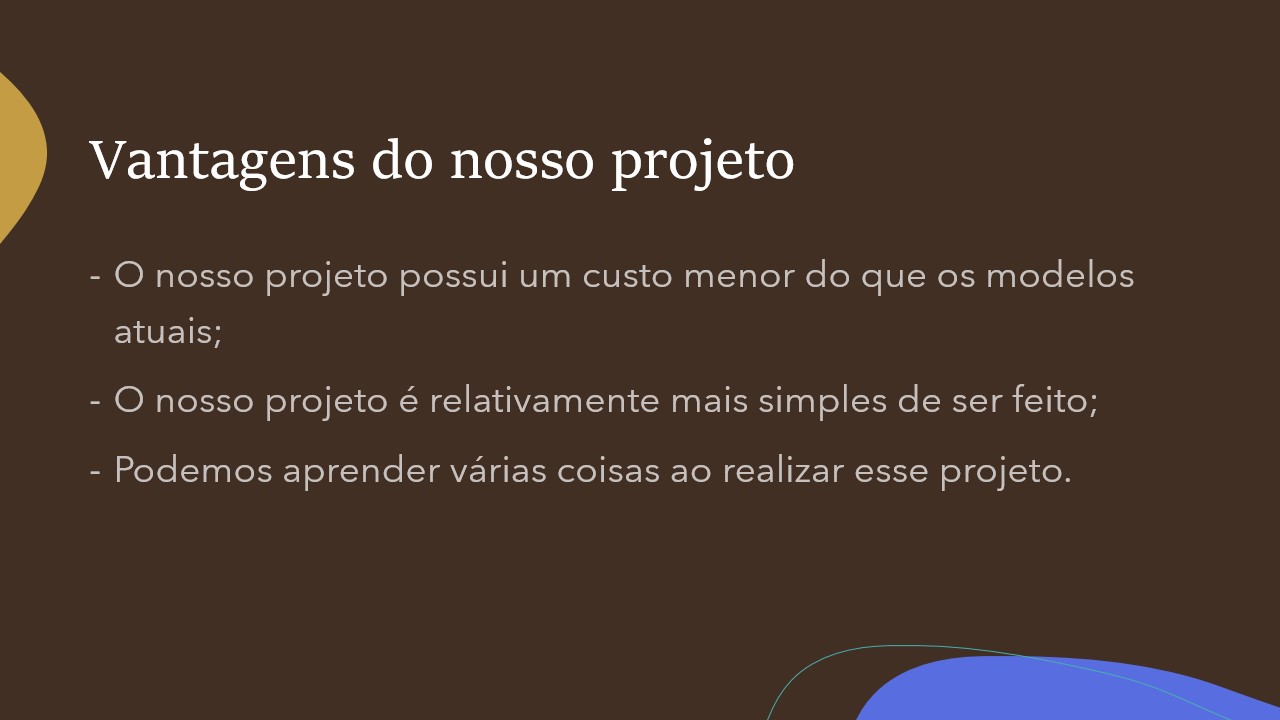 Vantagens do nosso projeto
- O nosso projeto possui um custo menor do que os modelos
atuais;
- O nosso projeto é relativamente mais simples de ser feito;
- Podemos aprender várias coisas ao realizar esse projeto.